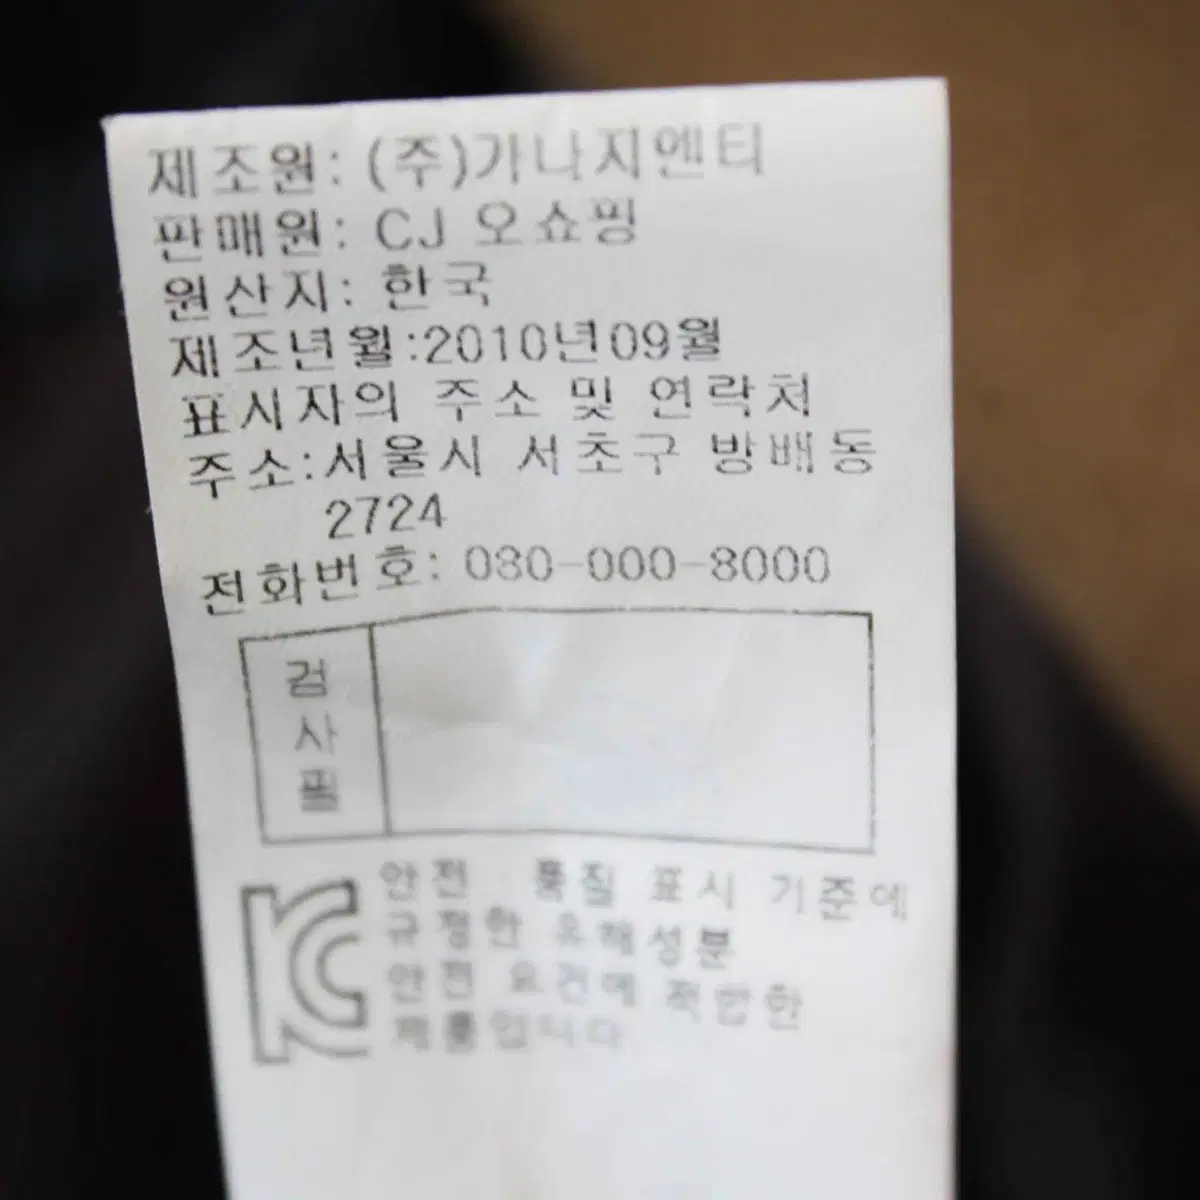 제조원: (주)가나지엔티
판매원: CJ 오쇼핑
원산지: 한국
제조년월:2010년09월
표시자의 주소 및 연락처
주소:서울시 서초구 방배동
2724
전화번호: 080-000-8000
검
사
필
안전 · 품질 표시 기준에
규정한 유해성분
안전 요건에 적합한
제품입니다